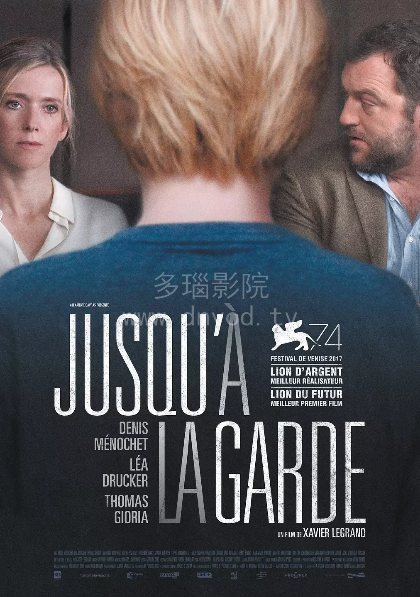 多瑙影院
www.dnvod.tv
JUSQU'À
LA GARDE
DENIS
MÉNOCHET
LÉA
DRUCKER
THOMAS
GIORIA
74
FESTIVAL DE VENISE 2017
LION D'ARGENT
MEILLEUR RÉALISATEUR
LION DU FUTUR
MEILLEUR PREMIER FILM
UN FILM DE XAVIER LEGRAND